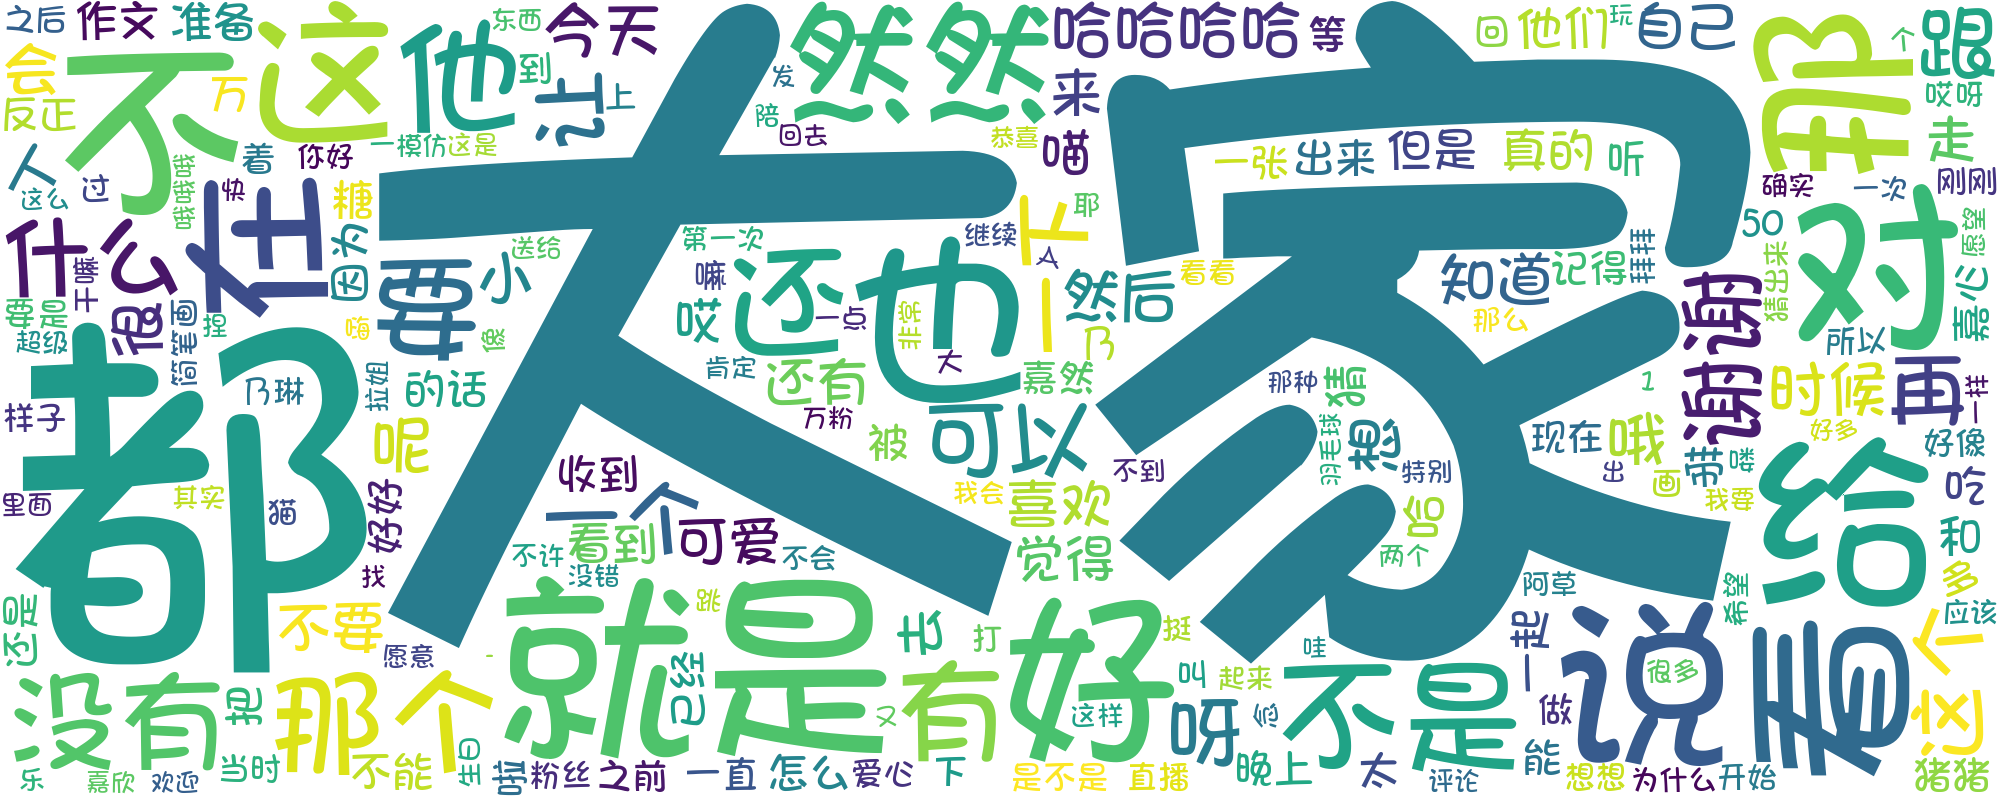 之后 作文 准备 这 他 东西 今天 然然 哈哈哈哈 等 回 他们 玩 自己 那 个 跟
会 不 万 到 让 上 发 来 哎呀
反正 人 着 你好 一模仿 这是 陪 回去 恭喜 喵 一张 出来 但是 真的 听 走
哦哦哦 这么 过 快 糖 大家 下 耶 确实 一次 刚刚
什么 在 因为 送给 第一次 继续 50 对 愿望
干嘛 很 要 小 嘛 还 也 A 看看 然后 知道 记得 拜拜 猜出来 嘉心
要是 简笔画 捏 嗨 像 哎 一点 非常 一 乃 那么 谢谢 所以
超级 都 乃琳 拉姐 的话 肯定 还有 大 嘉然 那种 猜 1 时候 再 一样
样子 呢 万粉 被 可以 羽毛球 想 现在 哦 好多 好像
里面 其实 猫 好好 收到 一个 可爱 我会 喜欢 不到 特别 出 啦 喽 画 我要 给 吃
找 不许 看到 没错 不会 觉得 哈 两个 和
还是 不要 愿意 就是 跳 去 打 好 挺 阿草 希望 多 应该
没有 把 那个 已经 有 叫 起来 哇 不是 一起 说 很多 看 这个
当时 不能 生日 又 这样 呀 做
乐 嘉欣 欢迎 啦 粉丝 之前 一直 怎么 爱心 下 是不是 直播 晚上 太 评论 能 想想 为什么 开始 猪猪